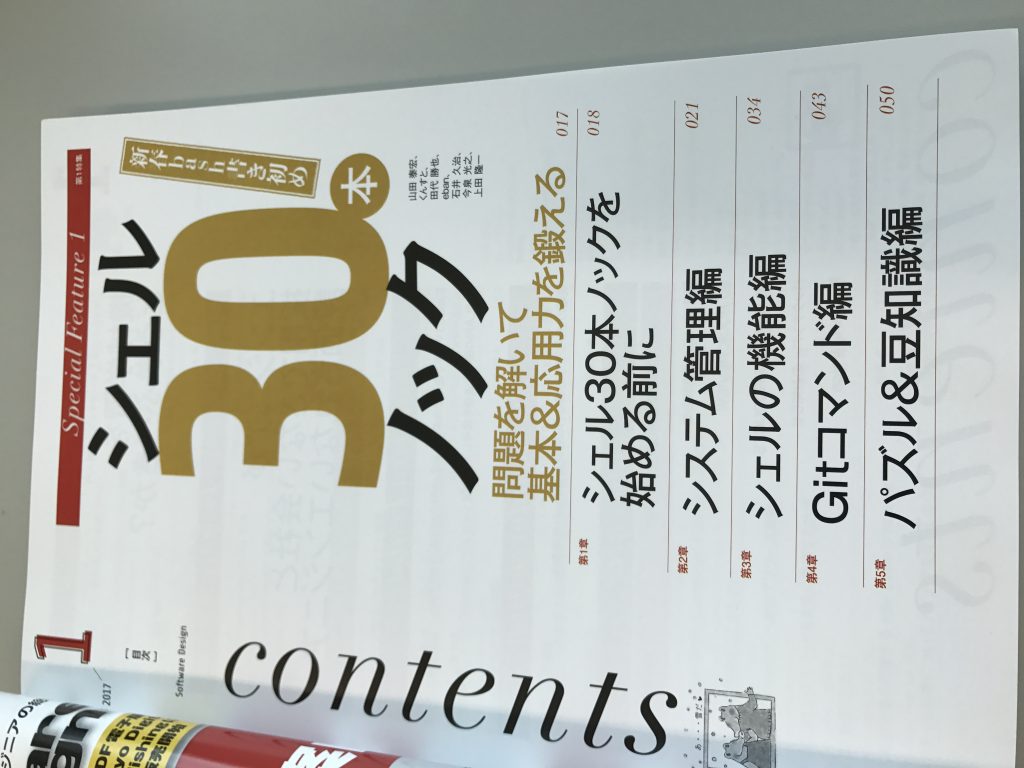 1
2017
[目次]
Software Design
contents
Special Feature 1
第1特集
シェル
30本
ノック
新春
bash書き初め
山田 泰宏、
くんすと、
田代 勝也、
eban、
石井 久治、
今泉 光之、
上田 隆一
問題を解いて
基本&応用力を鍛える
017
第1章
シェル30本ノックを
始める前に
018
第2章
システム管理編
021
第3章
シェルの機能編
034
第4章
Gitコマンド編
043
第5章
パズル&豆知識編
050